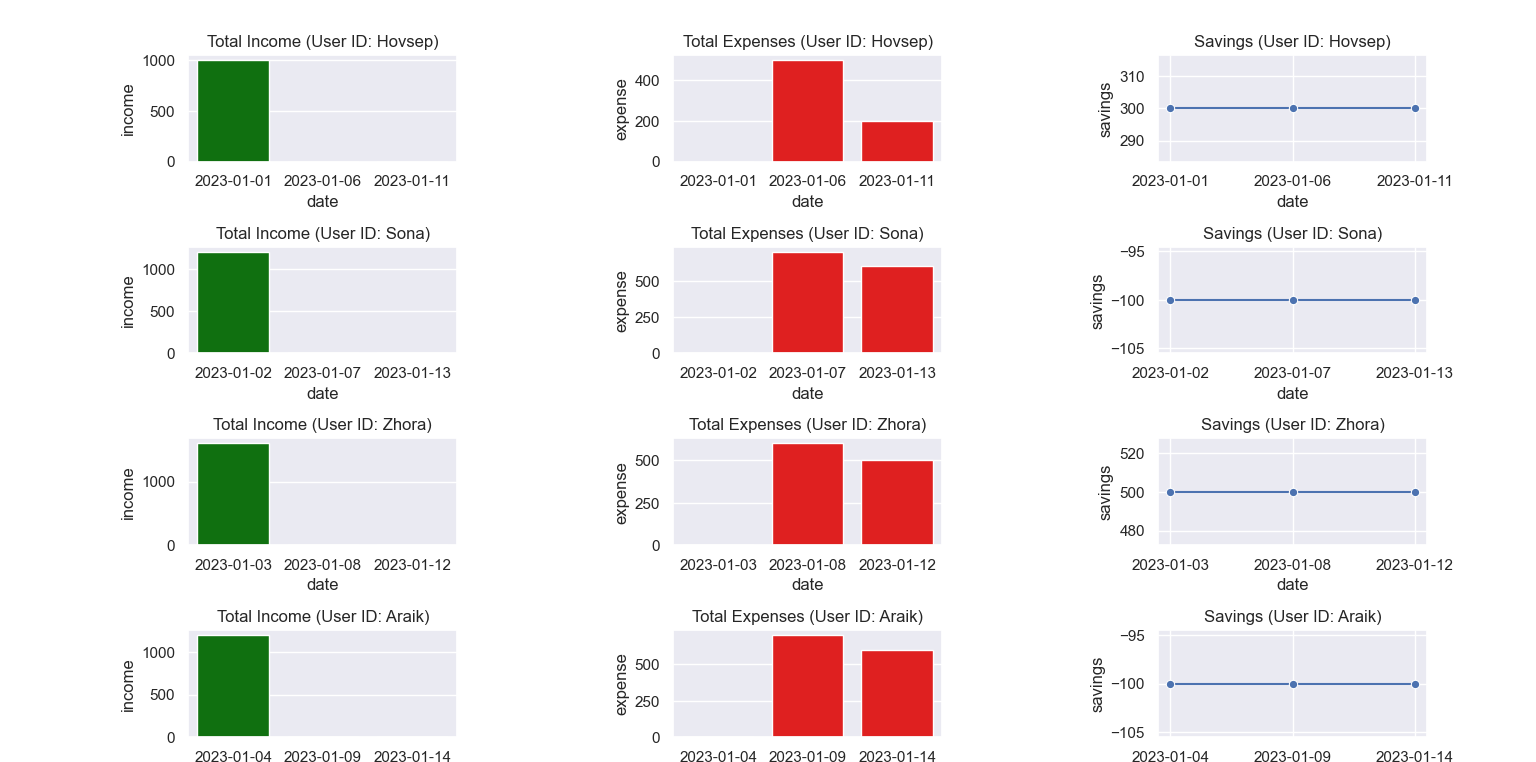 Total Income (User ID: Hovsep)
1000
500
0
income
2023-01-01 2023-01-06 2023-01-11
date
Total Expenses (User ID: Hovsep)
400
200
0
expense
2023-01-01 2023-01-06 2023-01-11
date
Savings (User ID: Hovsep)
310
300
290
savings
2023-01-01 2023-01-06 2023-01-11
date
Total Income (User ID: Sona)
1000
500
0
income
2023-01-02 2023-01-07 2023-01-13
date
Total Expenses (User ID: Sona)
500
250
0
expense
2023-01-02 2023-01-07 2023-01-13
date
Savings (User ID: Sona)
−95
−100
−105
savings
2023-01-02 2023-01-07 2023-01-13
date
Total Income (User ID: Zhora)
1000
0
income
2023-01-03 2023-01-08 2023-01-12
date
Total Expenses (User ID: Zhora)
500
250
0
expense
2023-01-03 2023-01-08 2023-01-12
date
Savings (User ID: Zhora)
520
500
480
savings
2023-01-03 2023-01-08 2023-01-12
date
Total Income (User ID: Araik)
1000
500
0
income
2023-01-04 2023-01-09 2023-01-14
Total Expenses (User ID: Araik)
500
250
0
expense
2023-01-04 2023-01-09 2023-01-14
Savings (User ID: Araik)
−95
−100
−105
savings
2023-01-04 2023-01-09 2023-01-14